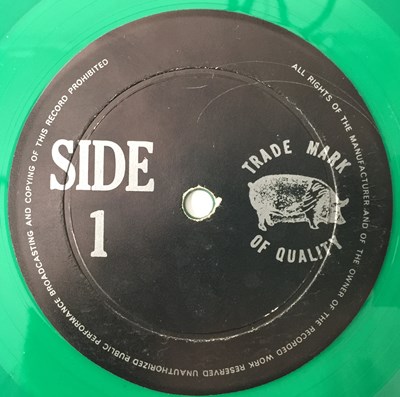 SIDE
1
TRADE MARK
OF QUALITY
ALL RIGHTS OF THE MANUFACTURER AND OF THE OWNER OF THE RECORDED WORK RESERVED UNAUTHORIZED PUBLIC PERFORMANCE BROADCASTING AND COPYING OF THIS RECORD PROHIBITED